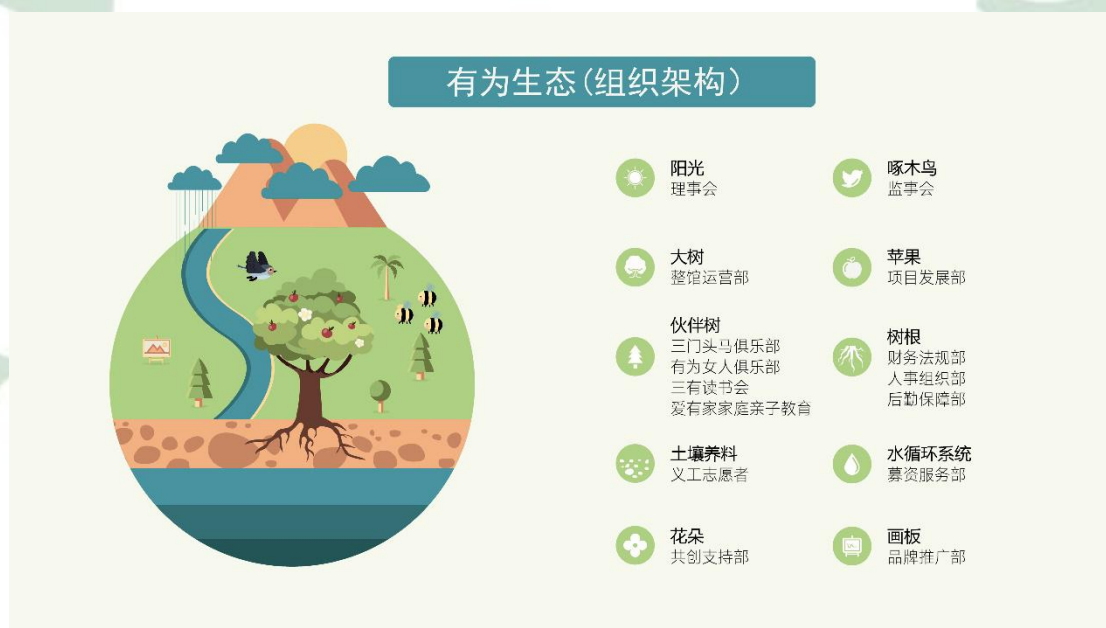 有为生态(组织架构)
阳光
理事会
啄木鸟
监事会
大树
整馆运营部
苹果
项目发展部
伙伴树
三门头马俱乐部
有为女人俱乐部
三有读书会
爱有家家庭亲子教育
树根
财务法规部
人事组织部
后勤保障部
土壤养料
义工志愿者
水循环系统
募资服务部
花朵
共创支持部
画板
品牌推广部